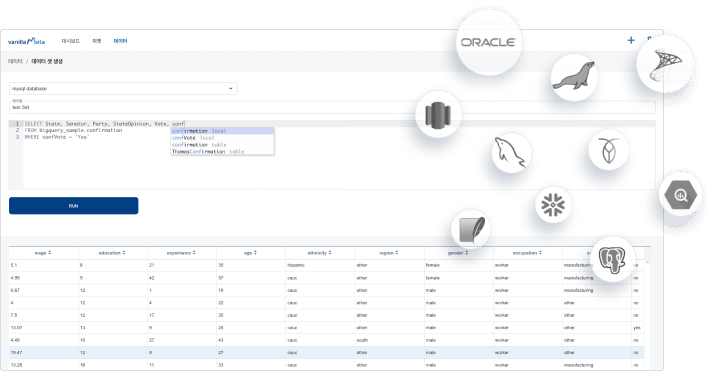 vanilla Meta 대시보드 위젯 데이터
ORACLE
데이터 / 데이터 셋 생성
mysql database
test Set
1 SELECT State, Senator, Party, StateOpinion, Vote, conf
2 FROM bigquery_sample.confirmation
3 WHERE confVote = 'Yea'
confirmation local
confVote local
confirmation table
ThomasConfirmation table
RUN
wage education experience age ethnicity region gender occupation
5.1 8 21 35 hispanic other female worker manufacturing
4.95 9 42 57 cauc other female worker manufacturing no
6.67 12 1 19 cauc other male worker manufacturing no
4 12 4 22 cauc other male worker other no
7.5 12 17 35 cauc other male worker other no
13.07 13 9 28 cauc other male worker other yes
4.45 10 27 43 cauc south male worker other no
19.47 12 9 27 cauc other male worker other no
13.28 16 11 33 cauc other male worker manufacturing no